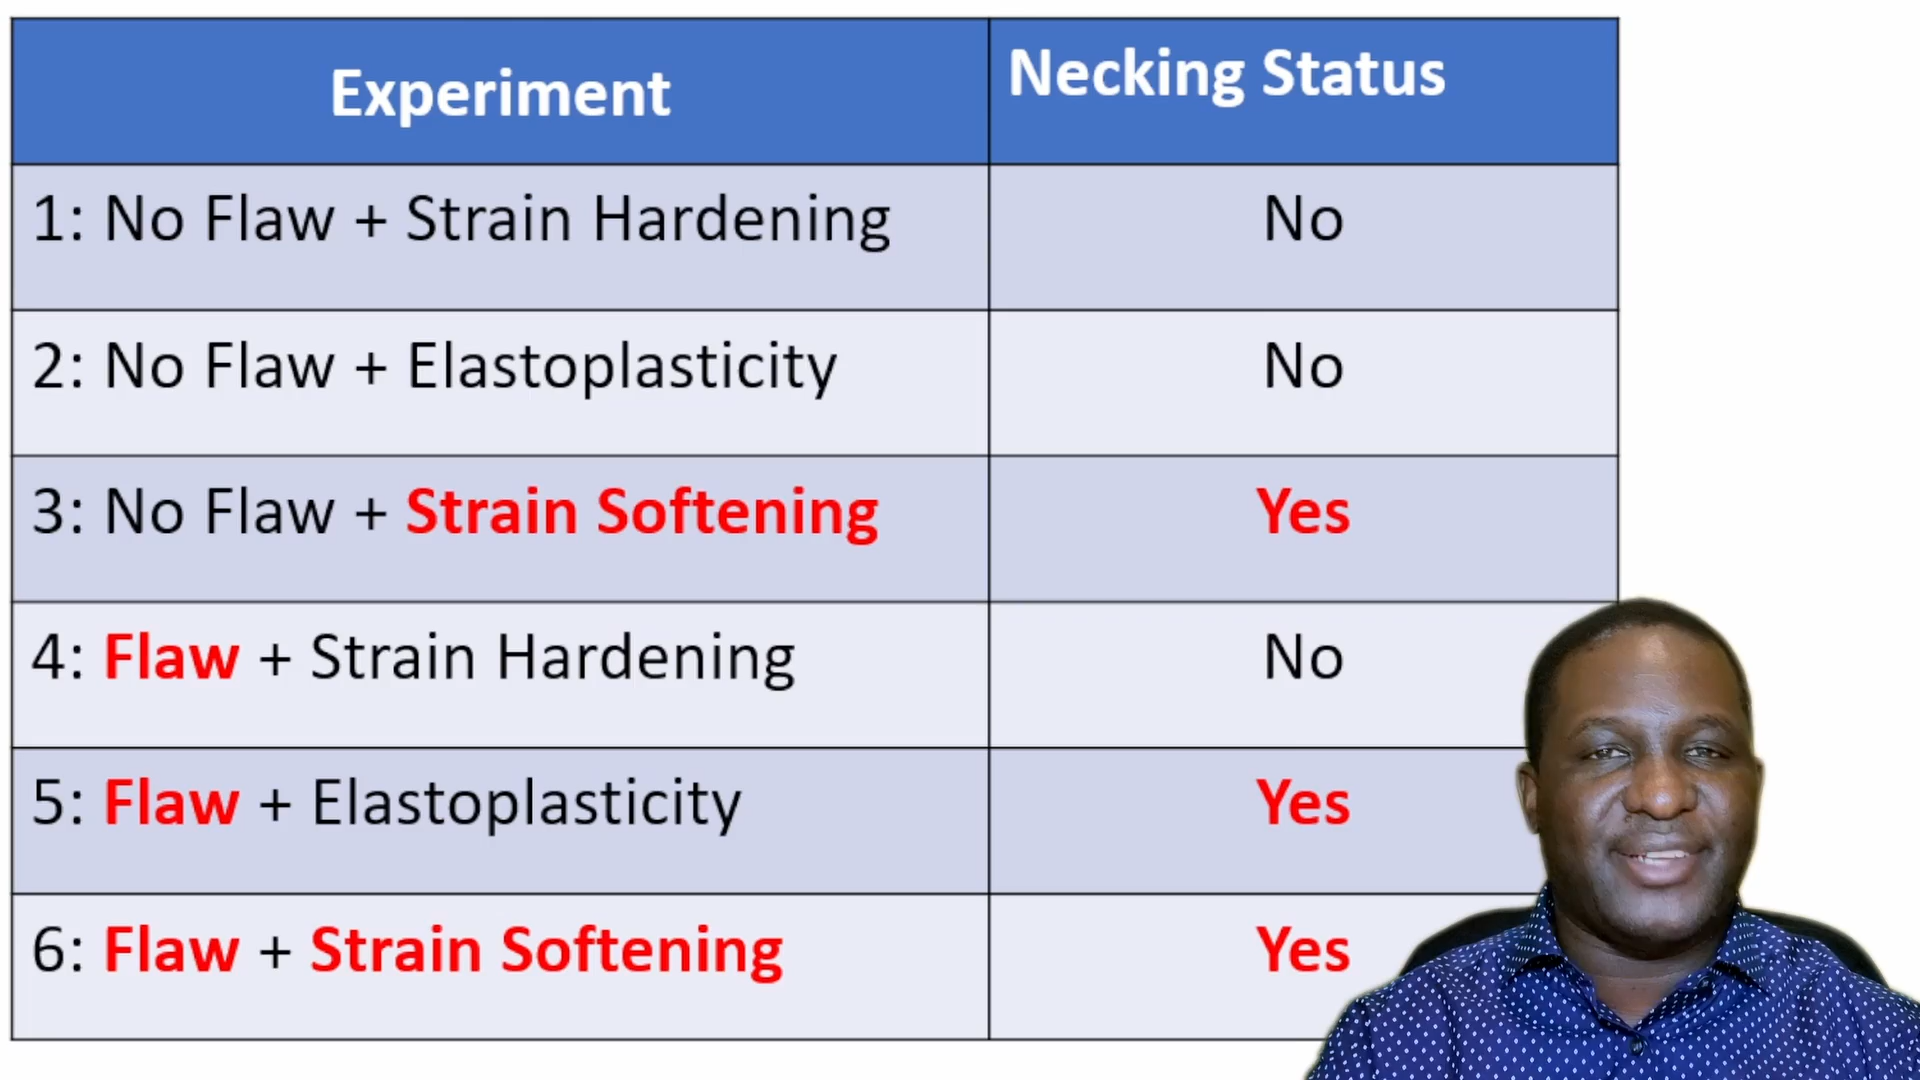 Experiment
Necking Status
1: No Flaw + Strain Hardening
No
2: No Flaw + Elastoplasticity
No
3: No Flaw + Strain Softening
Yes
4: Flaw + Strain Hardening
No
5: Flaw + Elastoplasticity
Yes
6: Flaw + Strain Softening
Yes